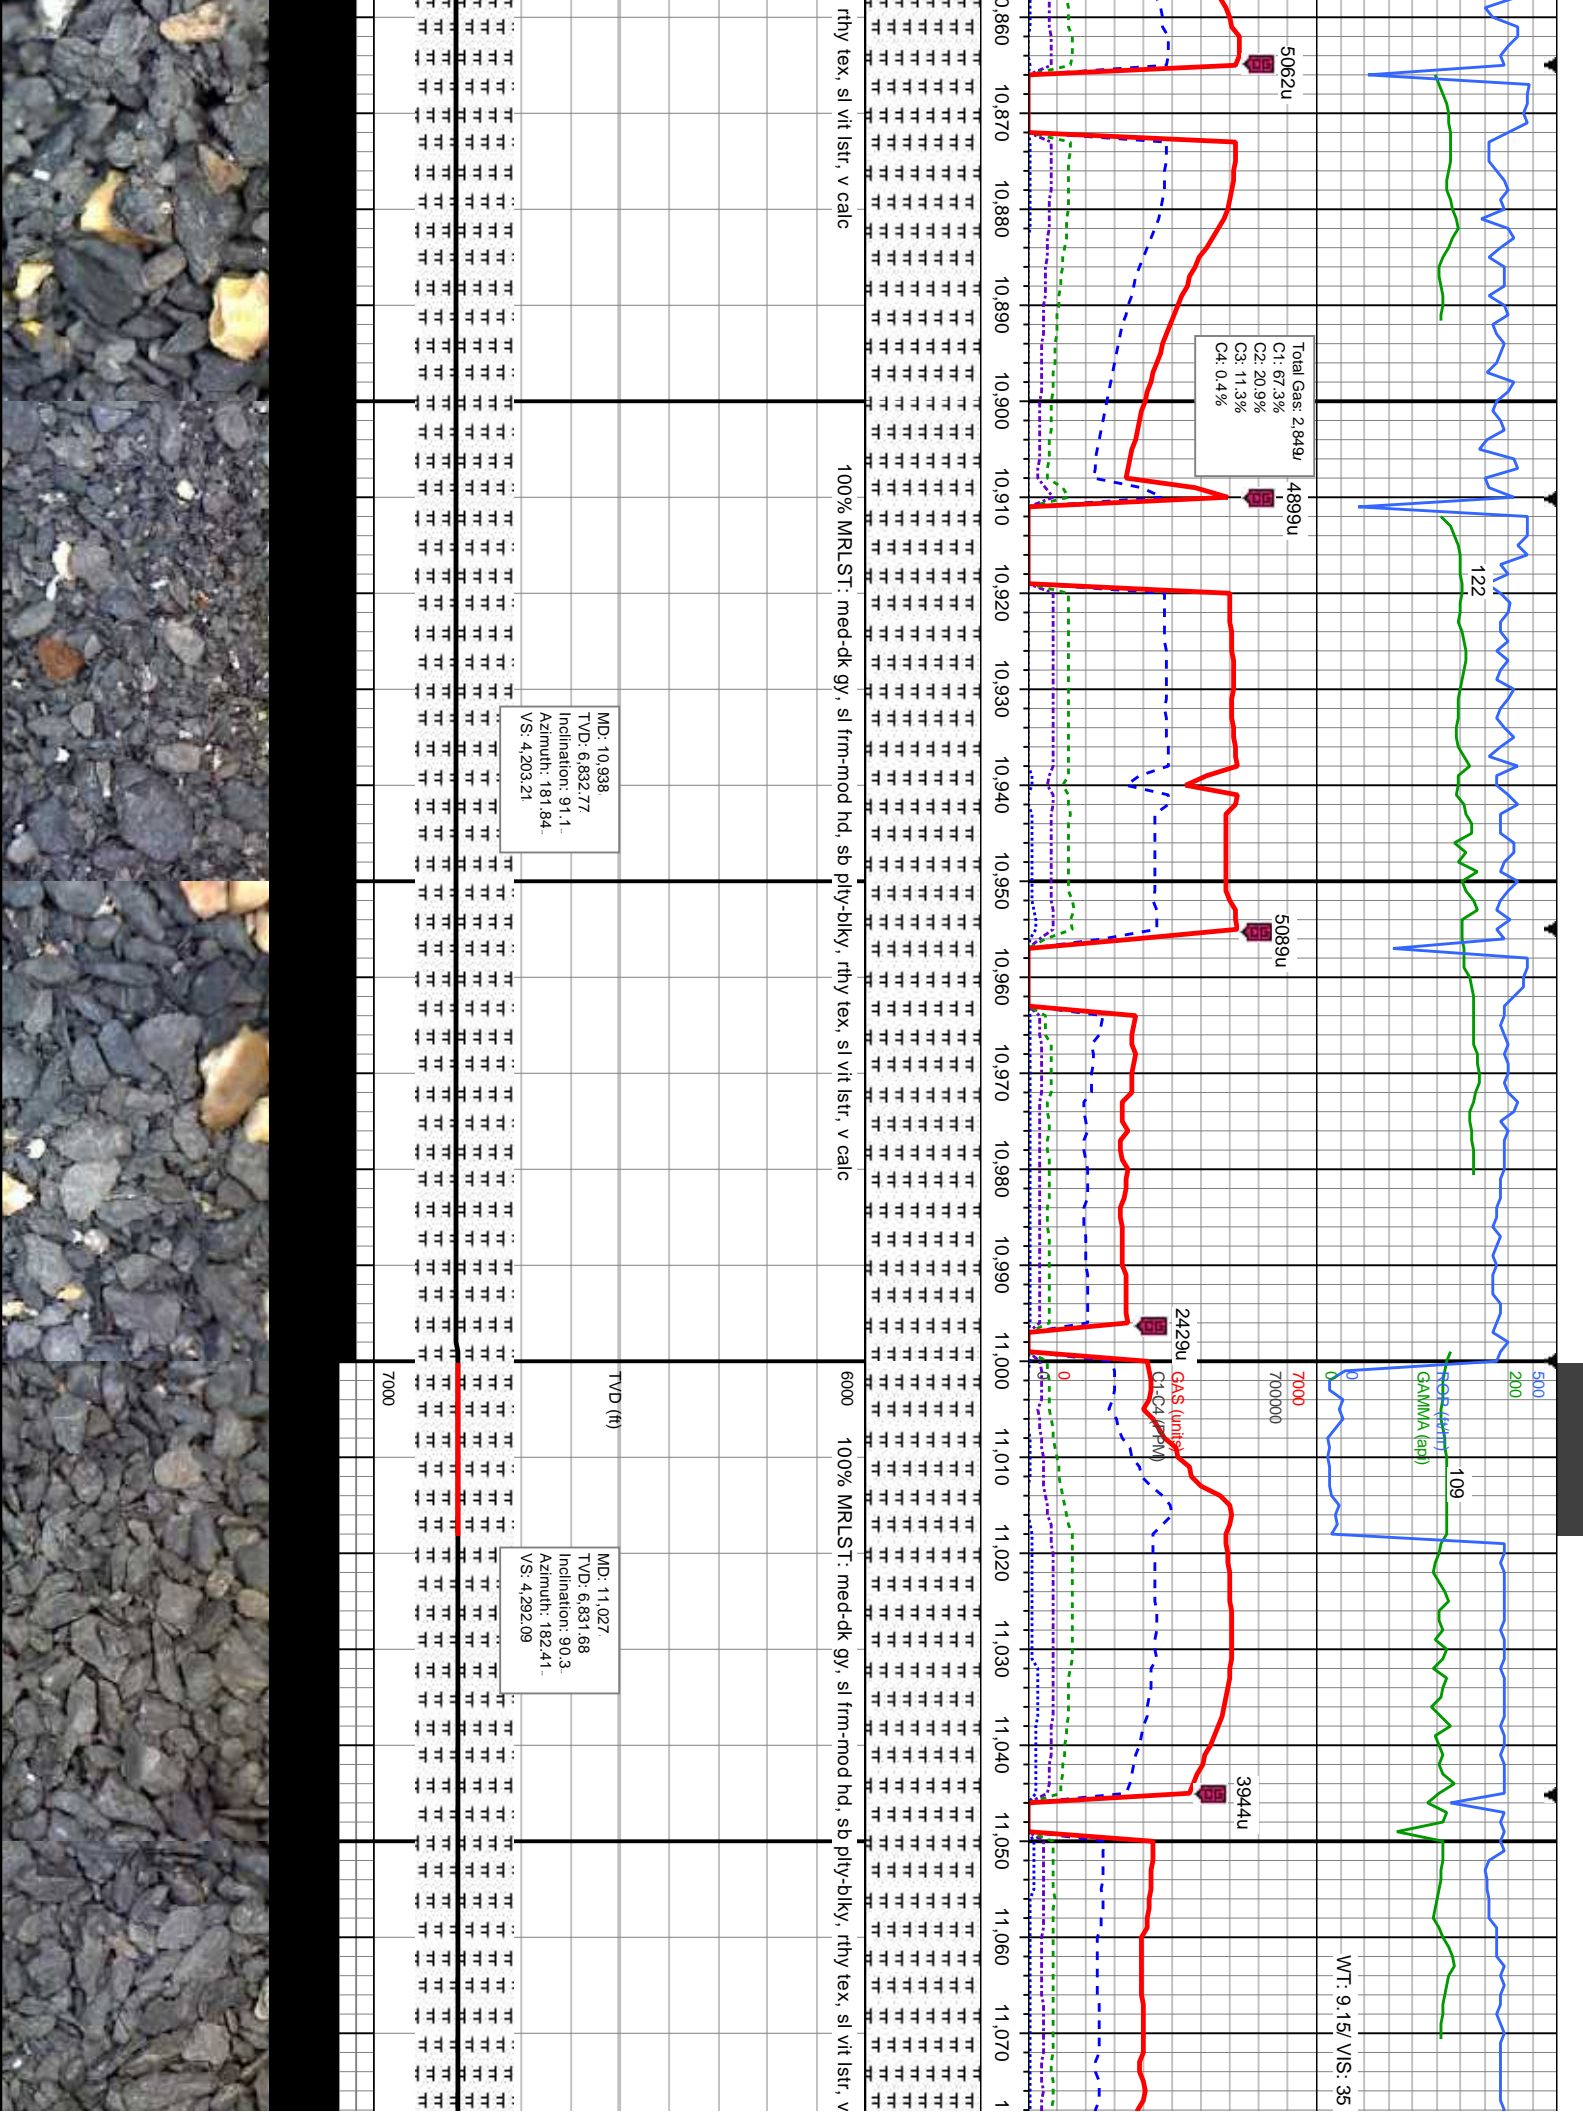 rthy tex, sl vit lstr, v calc
100% MRLST: med-dk gy, sl frm-mod hd, sb plty-blky, rthy tex, sl vit lstr, v calc
100% MRLST: med-dk gy, sl frm-mod hd, sb plty-blky, rthy tex, sl vit lstr, v
MD: 10,938
TVD: 6,832.77
Inclination: 91.1
Azimuth: 181.84
VS: 4,203.21
MD: 11,027
TVD: 6,831.68
Inclination: 90.3
Azimuth: 182.41
VS: 4,292.09
6000
TVD (ft)
7000
0,860
10,870
10,880
10,890
10,900
10,910
10,920
10,930
10,940
10,950
10,960
10,970
10,980
10,990
11,000
11,010
11,020
11,030
11,040
11,050
11,060
11,070
1
5062u
4899u
5089u
2429u
3944u
Total Gas: 2,849u
C1: 67.3%
C2: 20.9%
C3: 11.3%
C4: 0.4%
122
109
500
200
ROP (ft/hr)
GAMMA (api)
0
0
7000
70000
GAS (units)
C1-C4 (PPM)
0
0
WT: 9.15/ VIS: 35